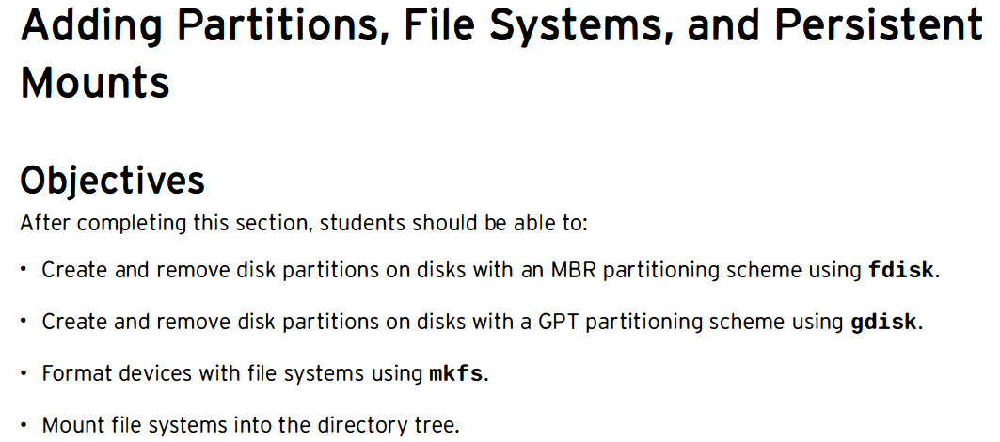 Adding Partitions, File Systems, and Persistent
Mounts
Objectives
After completing this section, students should be able to:
• Create and remove disk partitions on disks with an MBR partitioning scheme using fdisk.
• Create and remove disk partitions on disks with a GPT partitioning scheme using gdisk.
• Format devices with file systems using mkfs.
• Mount file systems into the directory tree.